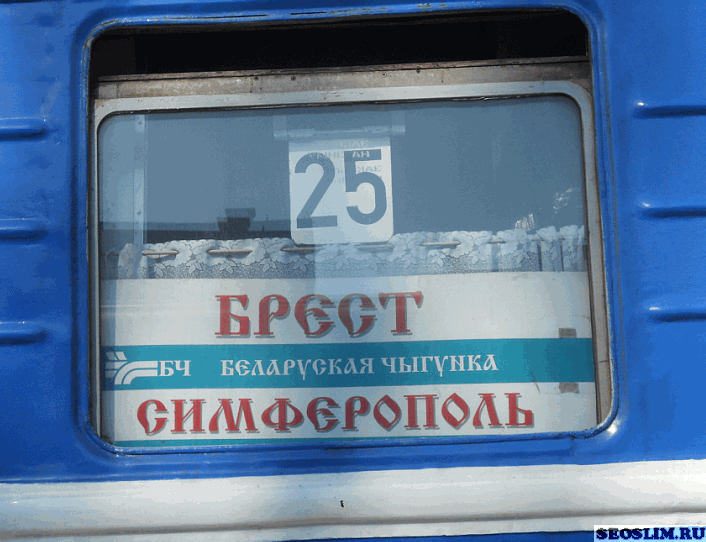 25
БРЕСТ
БЧ БЕЛАРУСКАЯ ЧЫГУНКА
СИМФЕРОПОЛЬ
SEOSLIM.RU